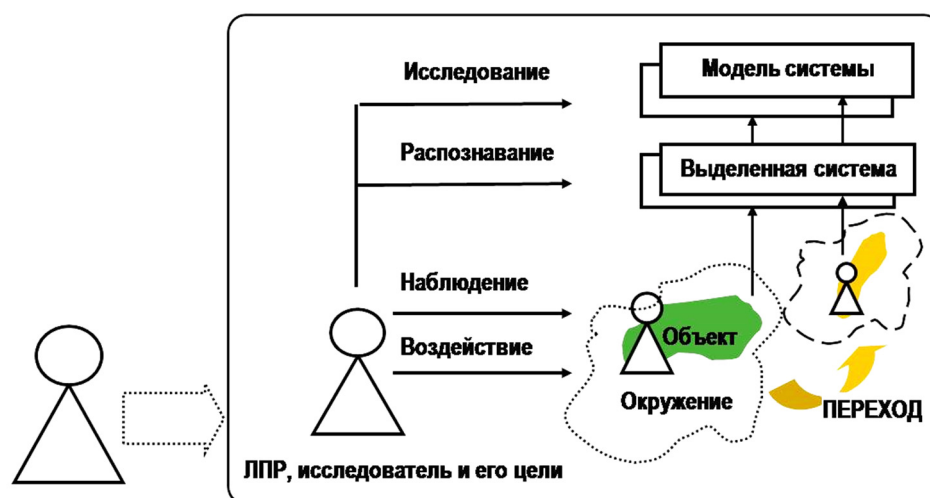 Исследование
Модель системы
Распознавание
Выделенная система
Наблюдение
Объект
Воздействие
Окружение
ПЕРЕХОД
ЛПР, исследователь и его цели